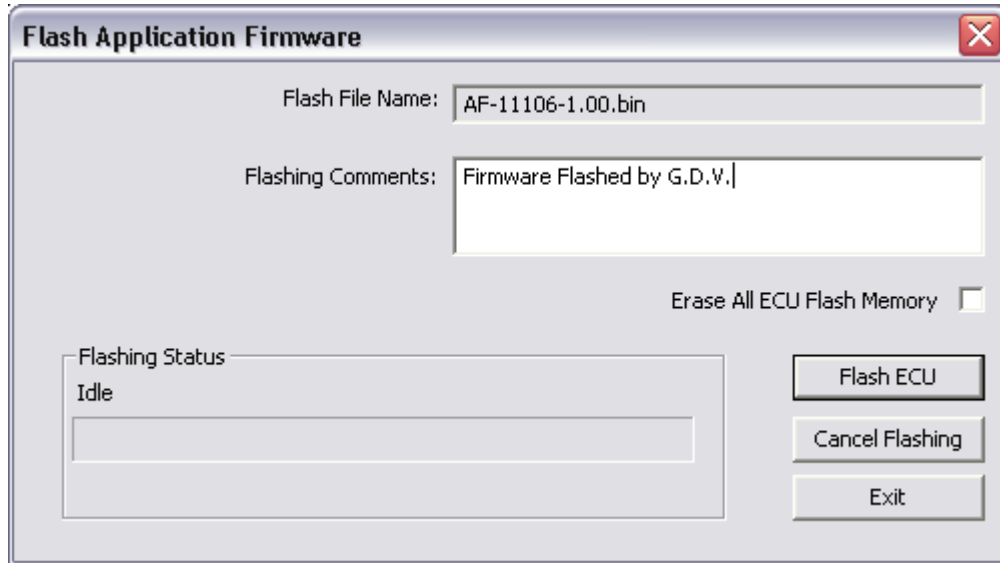 Flash Application Firmware
Flash File Name: AF-11106-1.00.bin
Flashing Comments: Firmware Flashed by G.D.V.
Erase All ECU Flash Memory
Flashing Status
Idle
Flash ECU
Cancel Flashing
Exit